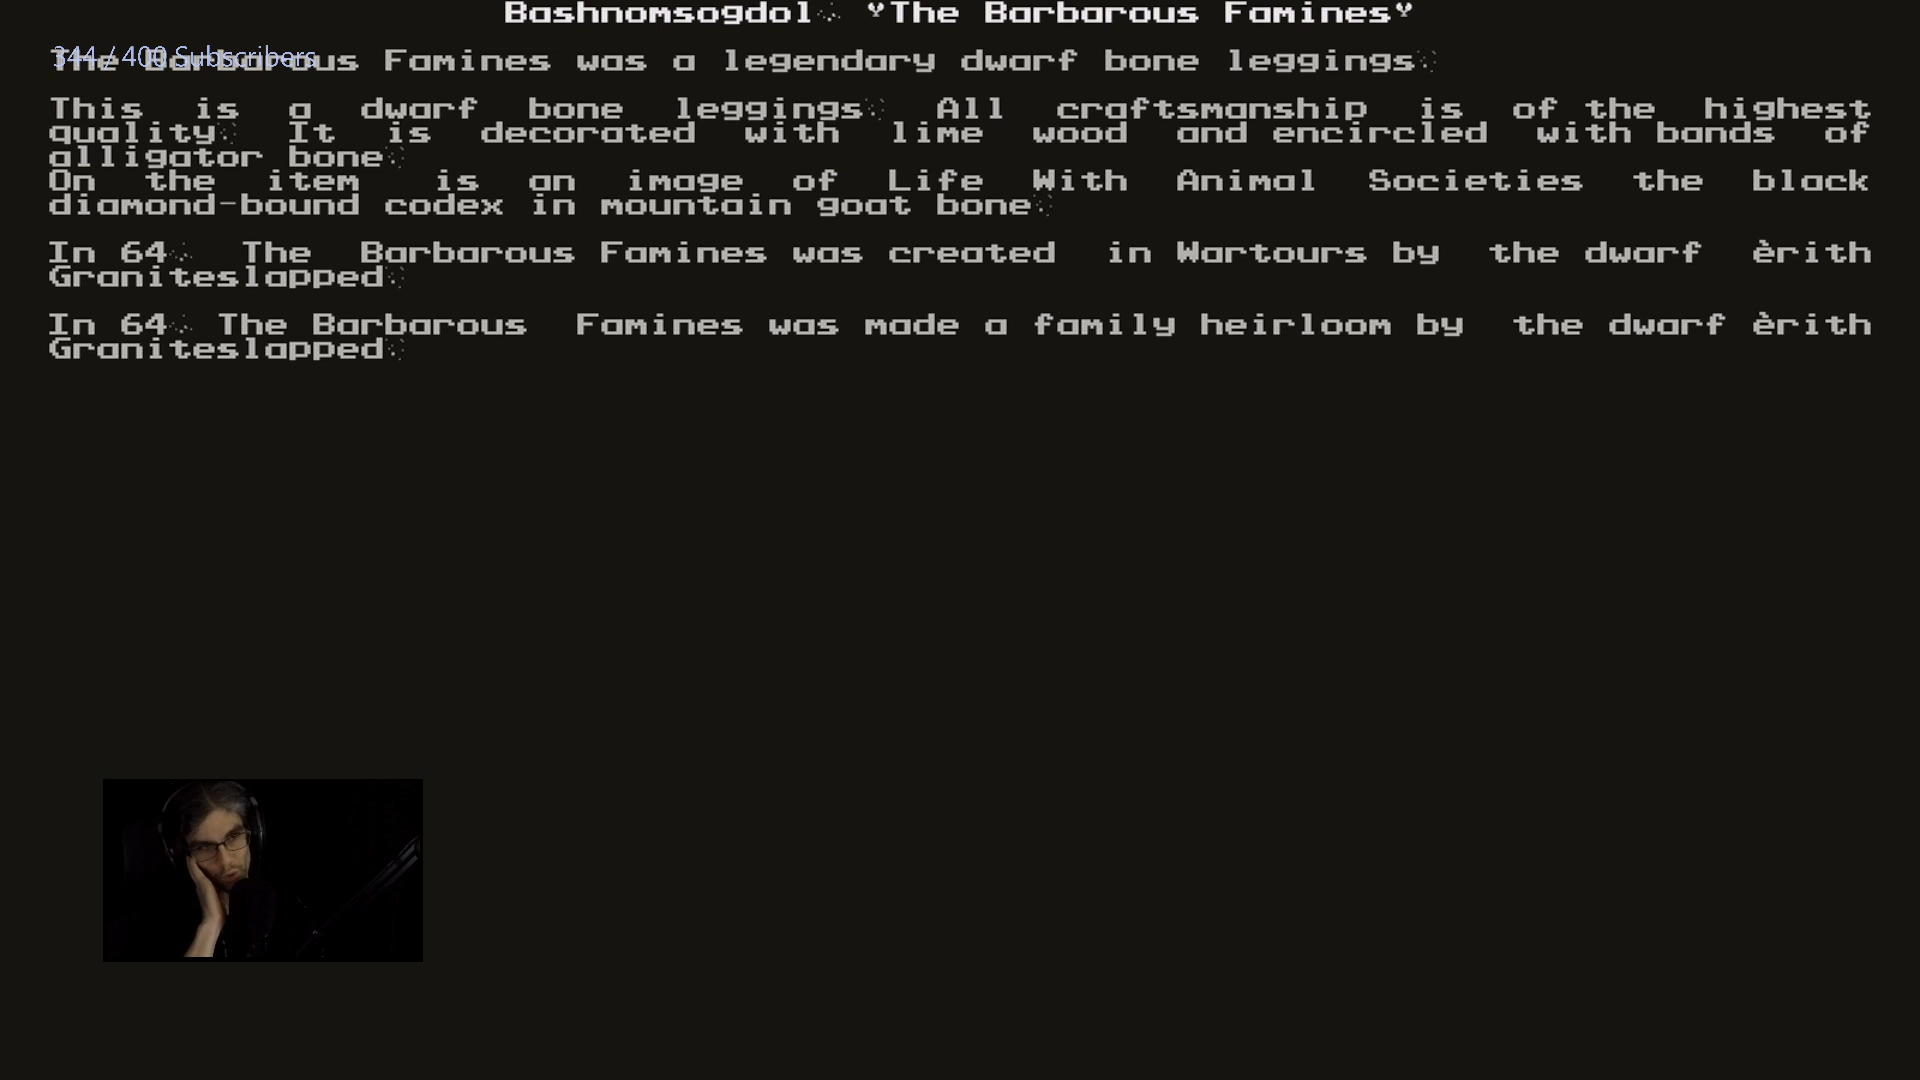 Bashnomsogdol, "The Barbarous Famines"
344 / 400 Subscribers
The Barbarous Famines was a legendary dwarf bone leggings.
This is a dwarf bone leggings. All craftsmanship is of the highest
quality. It is decorated with lime wood and encircled with bands of
alligator bone.
On the item is an image of Life With Animal Societies the black
diamond-bound codex in mountain goat bone.
In 64, The Barbarous Famines was created in Wartours by the dwarf èrith
Graniteslapped.
In 64, The Barbarous Famines was made a family heirloom by the dwarf èrith
Graniteslapped.